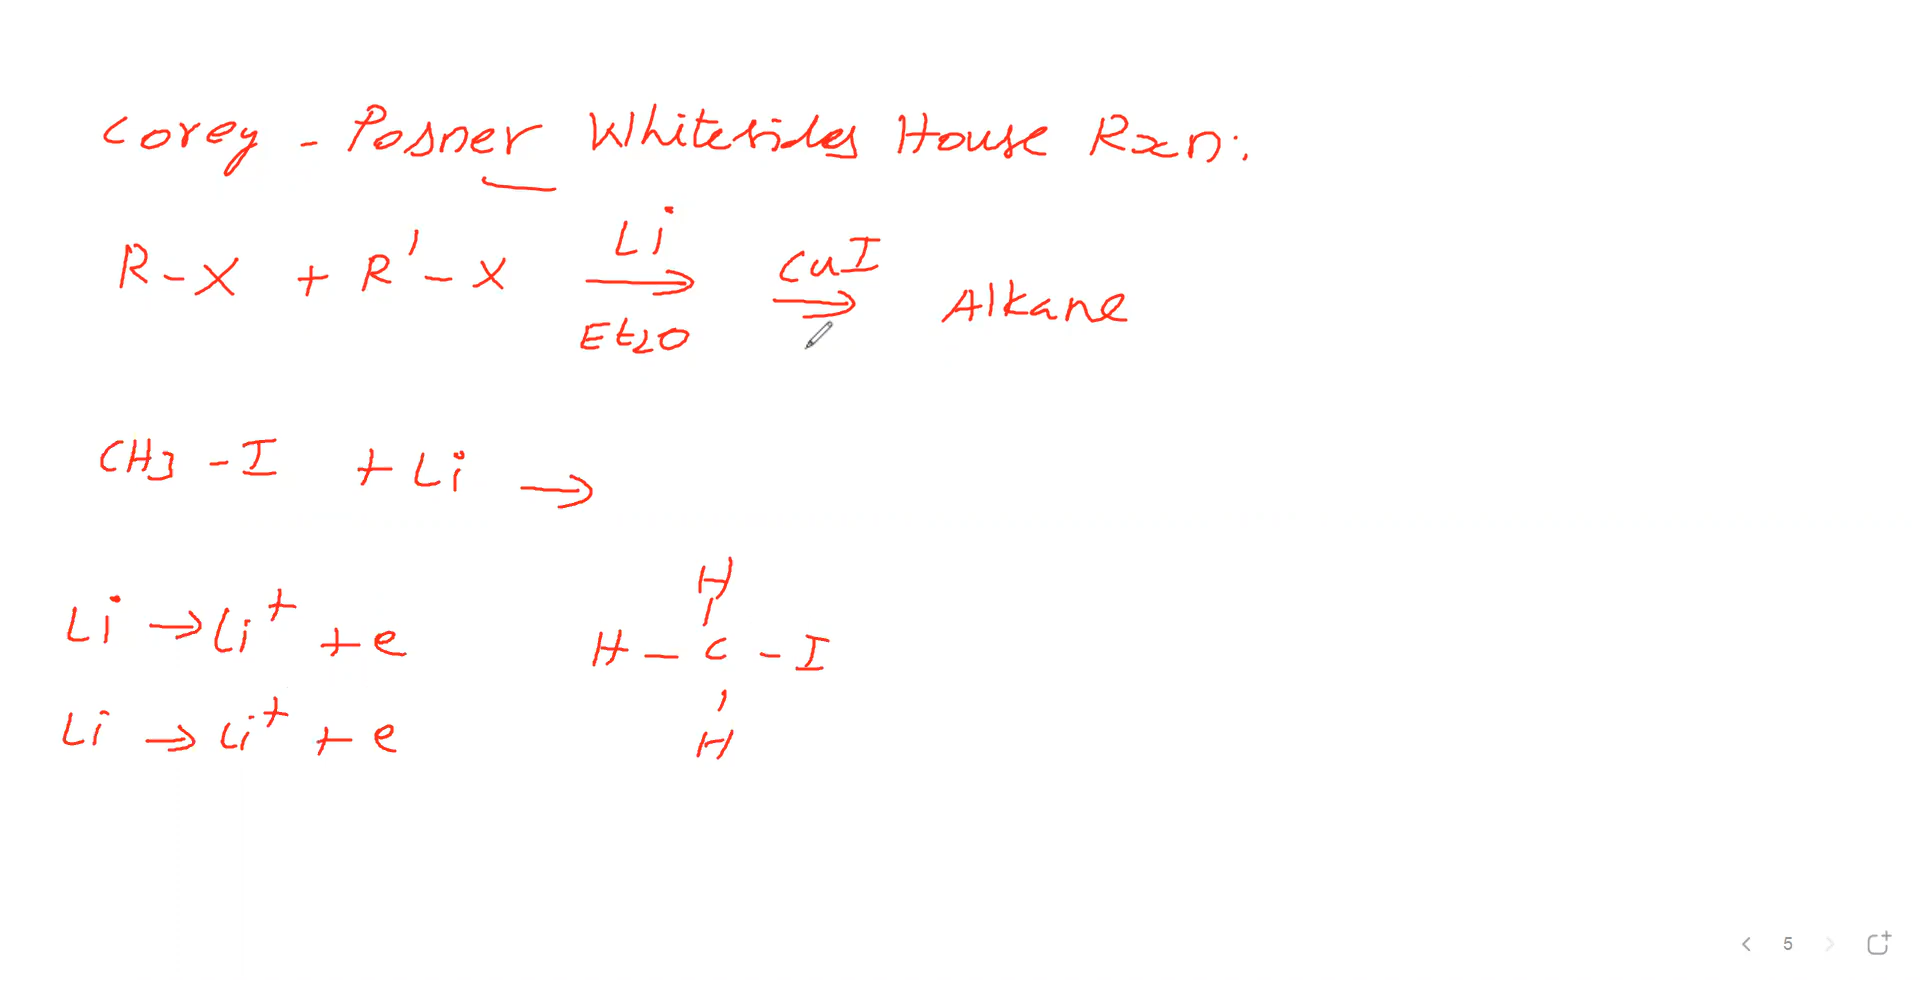 Corey - Posner Whitesides House Rxn:
R-X + R'-X Li → Et2O CuI → Alkane
CH3 - I + Li →
Li → Li+ + e
Li → Li+ + e
H
H - C - I
H
5